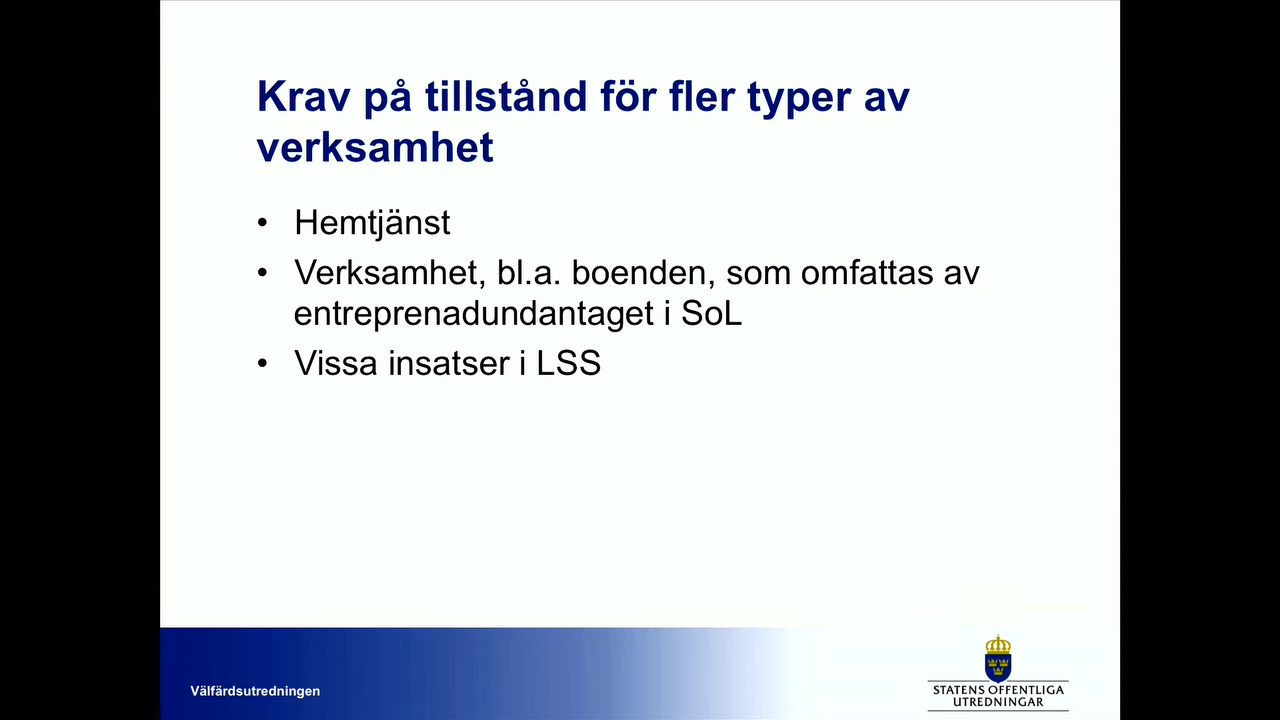 Krav på tillstånd för fler typer av
verksamhet
• Hemtjänst
• Verksamhet, bl.a. boenden, som omfattas av
entreprenadundantaget i SoL
• Vissa insatser i LSS
Välfärdsutredningen
STATENS OFFENTLIGA
UTREDNINGAR